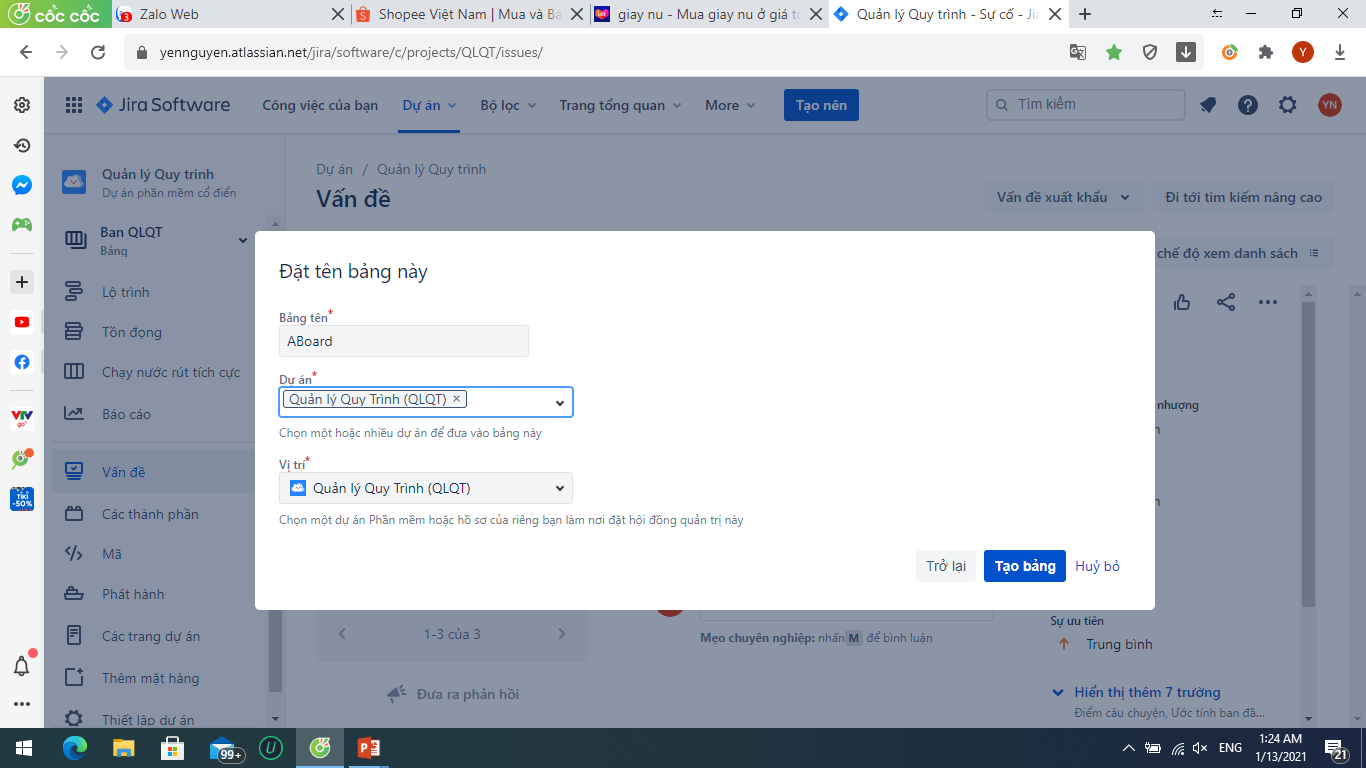 cốc cốc
Zalo Web
3
Shopee Việt Nam | Mua và Bá
giay nu - Mua giay nu ở giá tố
Quản lý Quy trình - Sự cố - Jir
yennguyen.atlassian.net/jira/software/c/projects/QLQT/issues/
Y
Jira Software
Công việc của bạn
Dự án
Bộ lọc
Trang tổng quan
More
Tạo nên
Tìm kiếm
YN
Quản lý Quy trình
Dự án phần mềm cổ điển
Ban QLQT
Bảng
Lộ trình
Tồn đọng
Chạy nước rút tích cực
Báo cáo
Vấn đề
Các thành phần
Mã
Phát hành
Các trang dự án
Thêm mặt hàng
Thiết lập dự án
VTV
go
TIKI
-50%
Dự án / Quản lý Quy trình
Vấn đề
Vấn đề xuất khẩu
Đi tới tìm kiếm nâng cao
chế độ xem danh sách
nhượng
n
n
Đặt tên bảng này
Bảng tên*
ABoard
Dự án*
Quản lý Quy Trình (QLQT) ×
Chọn một hoặc nhiều dự án để đưa vào bảng này
Vị trí*
Quản lý Quy Trình (QLQT)
Chọn một dự án Phần mềm hoặc hồ sơ của riêng bạn làm nơi đặt hội đồng quản trị này
Trở lại
Tạo bảng
Huỷ bỏ
1-3 của 3
Đưa ra phản hồi
Mẹo chuyên nghiệp: nhấn M để bình luận
Sự ưu tiên
Trung bình
Hiển thị thêm 7 trường
Điểm câu chuyện, Ước tính ban đầ...
99+
ENG
1:24 AM
1/13/2021
21